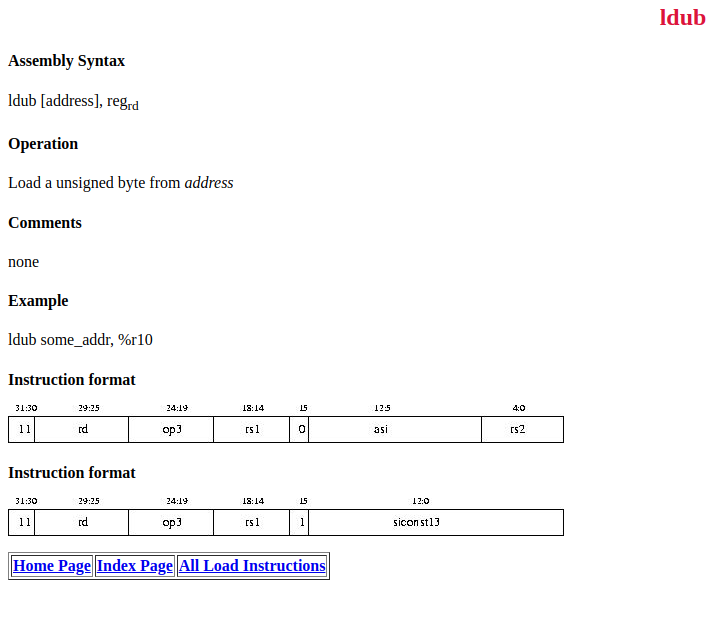 ldub
Assembly Syntax
ldub [address], reg_rd
Operation
Load a unsigned byte from address
Comments
none
Example
ldub some_addr, %r10
Instruction format
31:30 29:25 24:19 18:14 15 12:5 4:0
11 rd op3 rs1 0 asi rs2
Instruction format
31:30 29:25 24:19 18:14 15 12:0
11 rd op3 rs1 1 siconst13
Home Page Index Page All Load Instructions